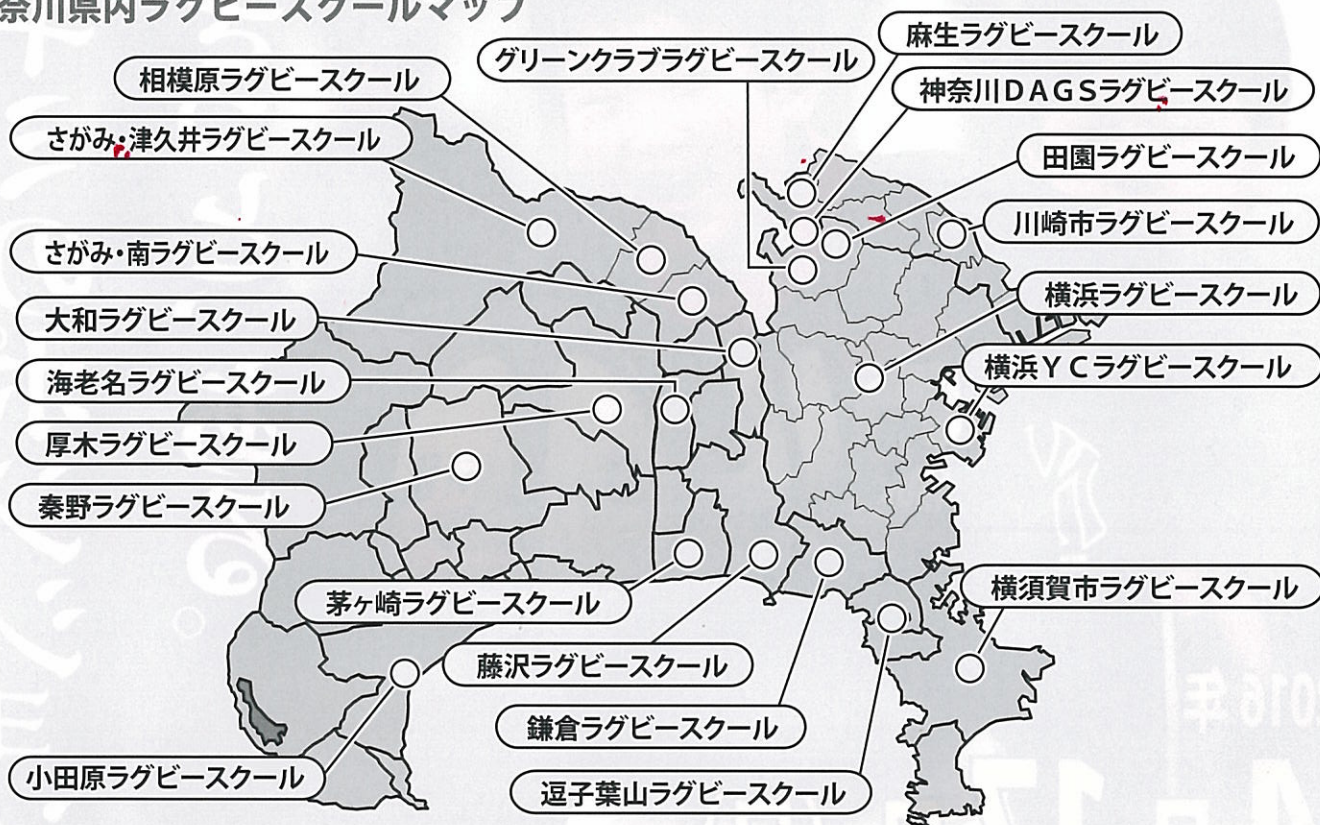 奈川県内ラグビースクールマップ
麻生ラグビースクール
グリーンクラブラグビースクール
相模原ラグビースクール
神奈川DAGSラグビースクール
さがみ・津久井ラグビースクール
田園ラグビースクール
川崎市ラグビースクール
さがみ・南ラグビースクール
横浜ラグビースクール
大和ラグビースクール
横浜YCラグビースクール
海老名ラグビースクール
厚木ラグビースクール
秦野ラグビースクール
横須賀市ラグビースクール
茅ヶ崎ラグビースクール
藤沢ラグビースクール
鎌倉ラグビースクール
小田原ラグビースクール
逗子葉山ラグビースクール
2016年